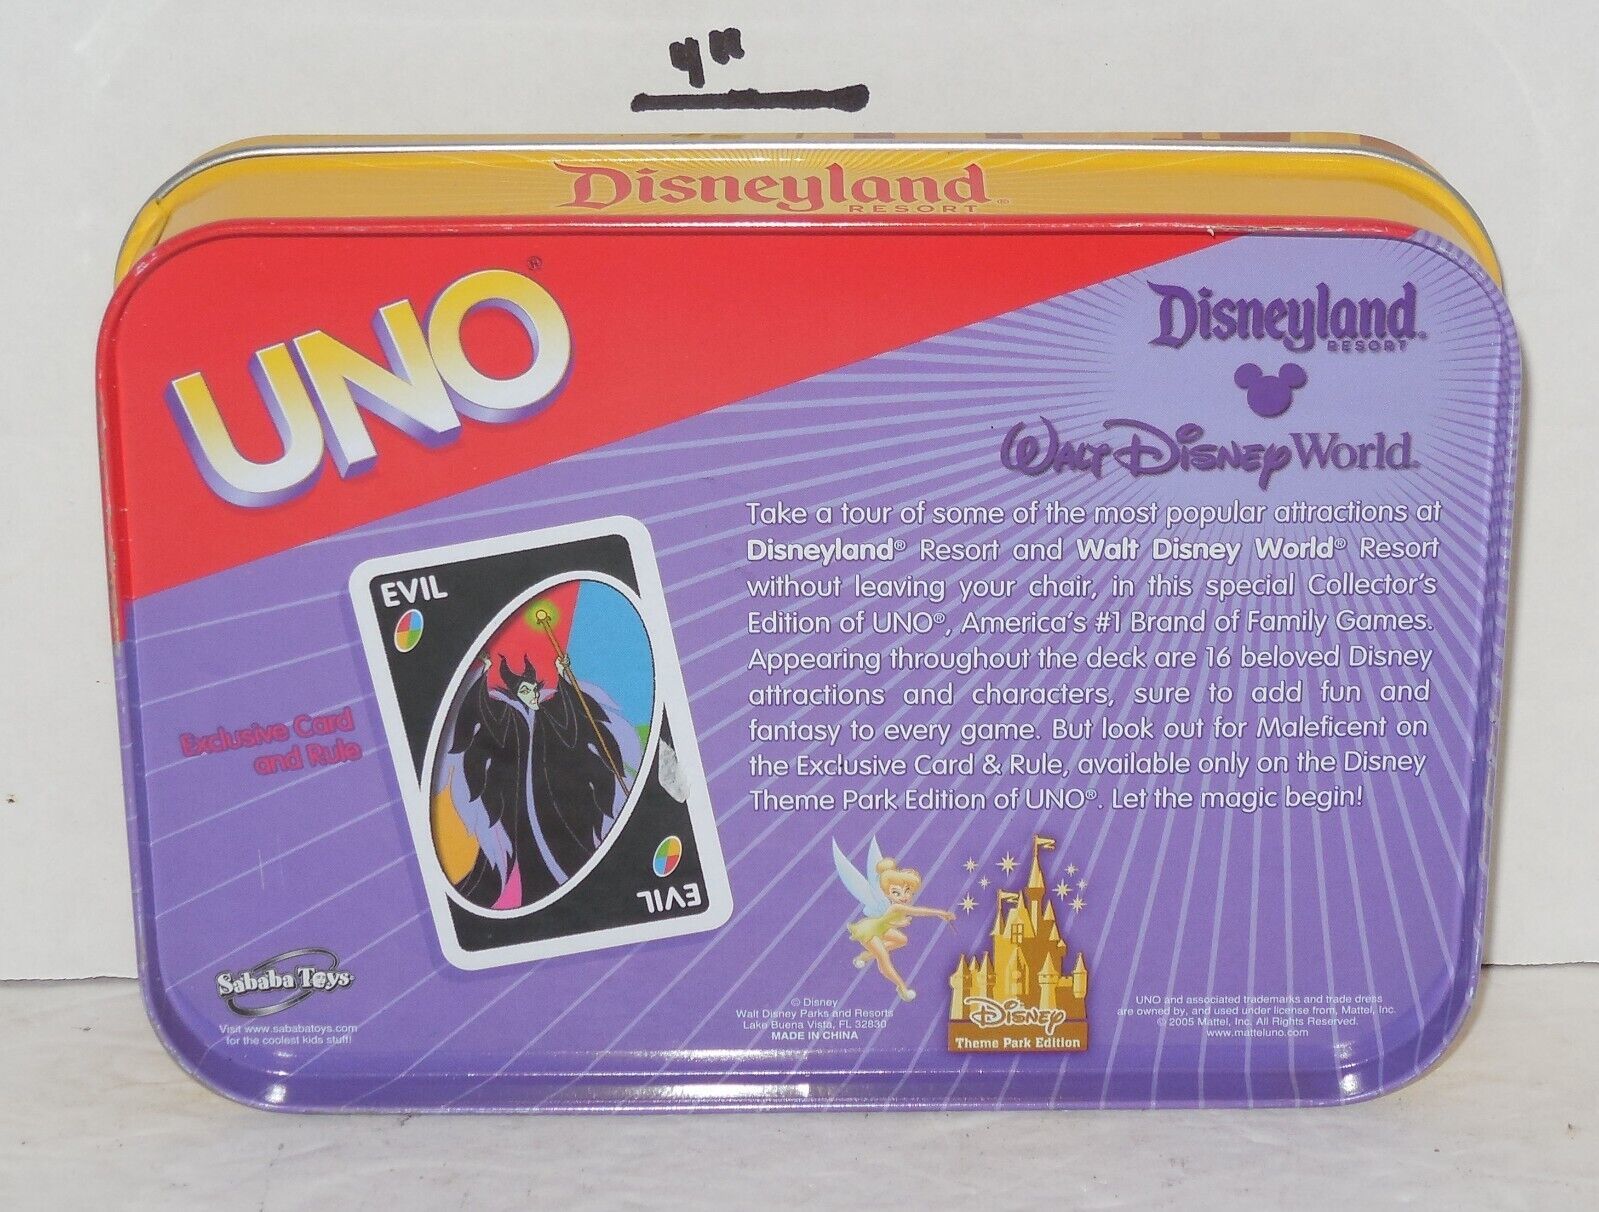 4"
Disneyland®
RESORT
UNO®
Disneyland®
RESORT
Walt Disney World®
Take a tour of some of the most popular attractions at
Disneyland® Resort and Walt Disney World® Resort
without leaving your chair, in this special Collector's
Edition of UNO®, America's #1 Brand of Family Games.
Appearing throughout the deck are 16 beloved Disney
attractions and characters, sure to add fun and
fantasy to every game. But look out for Maleficent on
the Exclusive Card & Rule, available only on the Disney
Theme Park Edition of UNO®. Let the magic begin!
EVIL
Exclusive Card
and Rule
EVIL
Sababa Toys
Visit www.sababatoys.com
for the coolest kids stuff!
© Disney
Walt Disney Parks and Resorts
Lake Buena Vista, FL 32830
MADE IN CHINA
Disney
Theme Park Edition
UNO and associated trademarks and trade dress
are owned by, and used under license from, Mattel, Inc.
© 2005 Mattel, Inc. All Rights Reserved.
www.matteluno.com